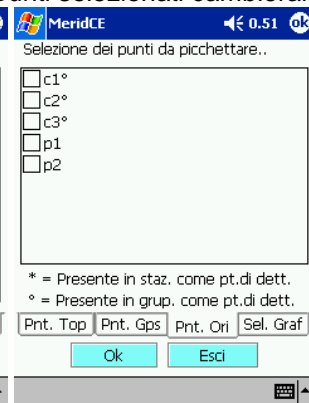 MeridCE 0.51 ok
Selezione dei punti da picchettare..
c1°
c2°
c3°
p1
p2
* = Presente in staz. come pt.di dett.
° = Presente in grup. come pt.di dett.
Pnt. Top Pnt. Gps Pnt. Ori Sel. Graf
Ok Esci